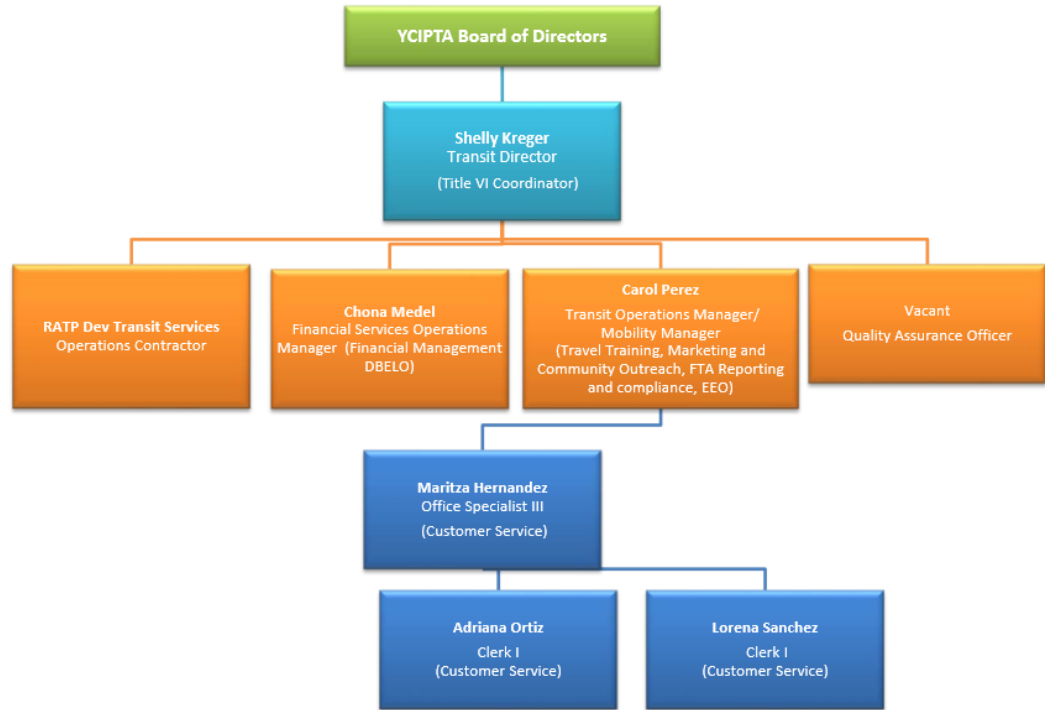 YCIPTA Board of Directors
Shelly Kreger
Transit Director
(Title VI Coordinator)
RATP Dev Transit Services
Operations Contractor
Chona Medel
Financial Services Operations
Manager (Financial Management
DBELO)
Carol Perez
Transit Operations Manager/
Mobility Manager
(Travel Training, Marketing and
Community Outreach, FTA Reporting
and compliance, EEO)
Vacant
Quality Assurance Officer
Maritza Hernandez
Office Specialist III
(Customer Service)
Adriana Ortiz
Clerk I
(Customer Service)
Lorena Sanchez
Clerk I
(Customer Service)